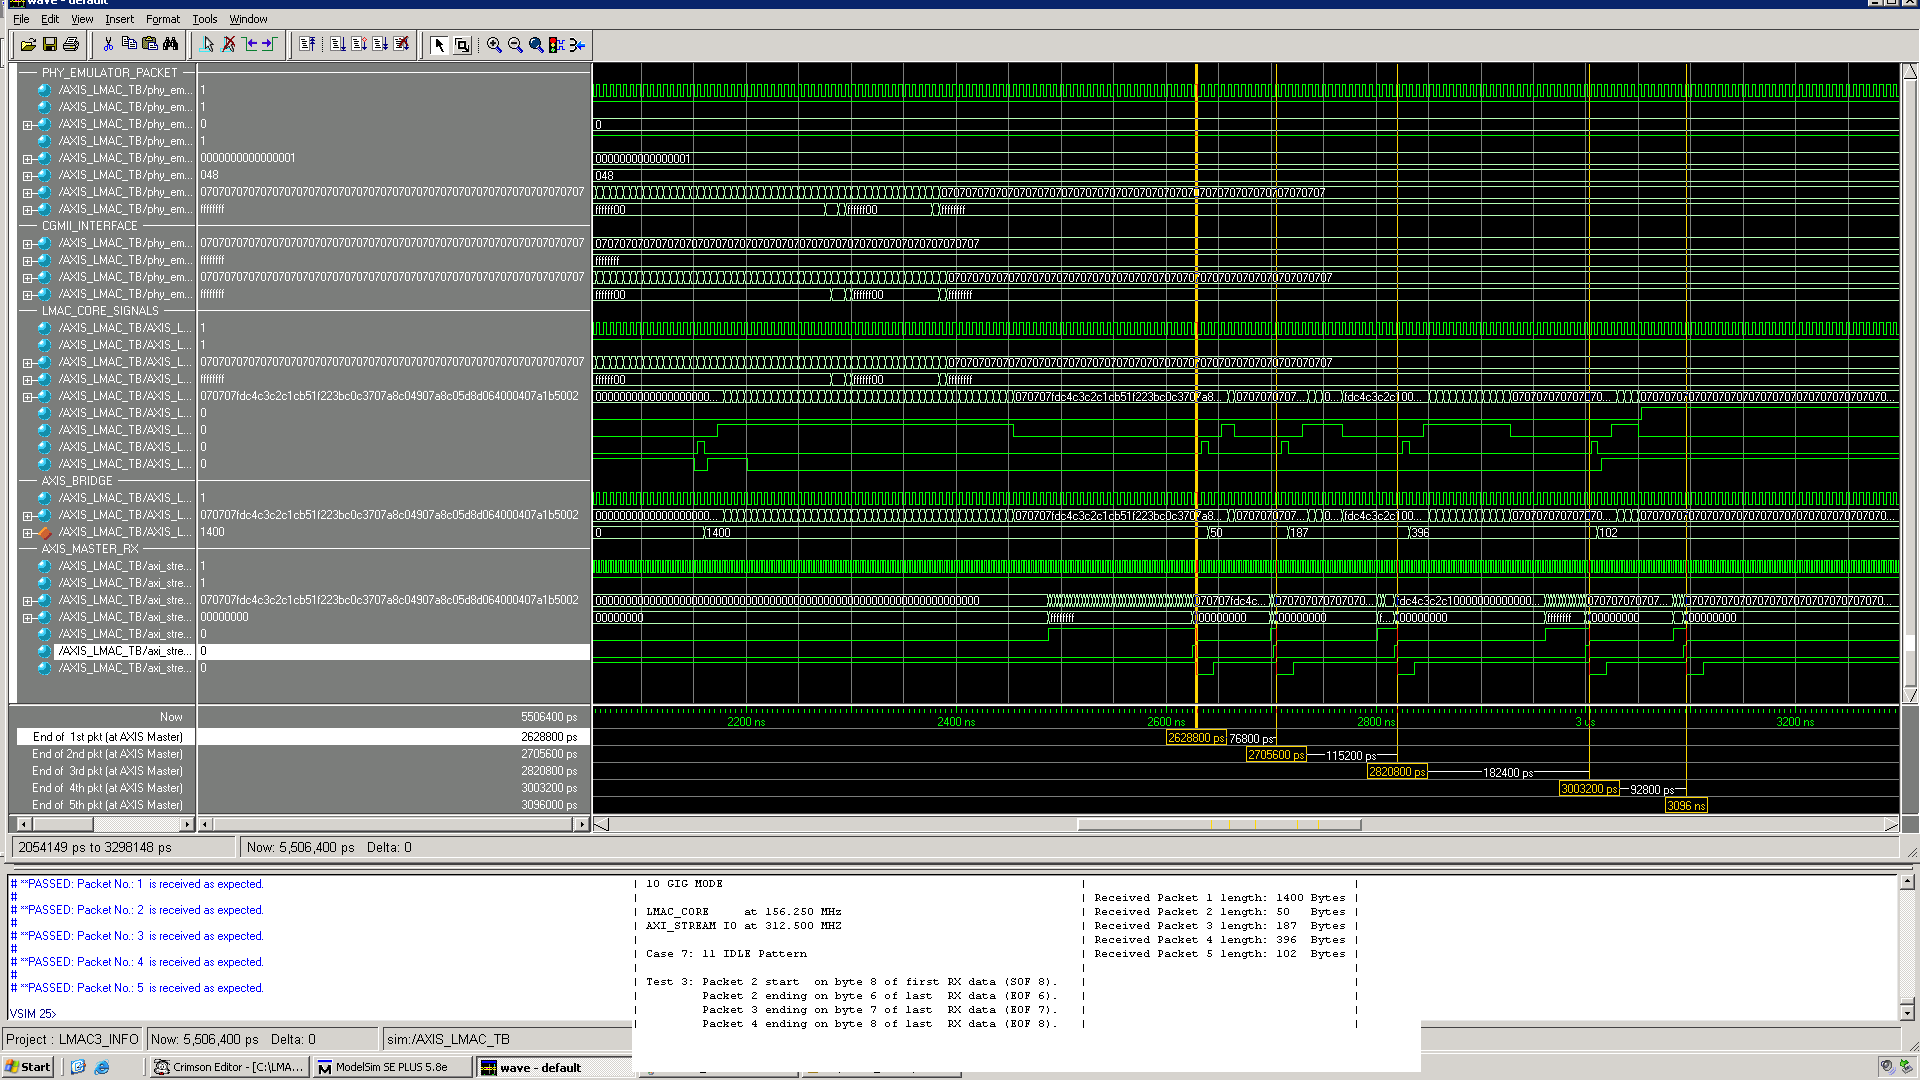 wave - default
File Edit View Insert Format Tools Window
PHY_EMULATOR_PACKET
/AXIS_LMAC_TB/phy_em... 1
/AXIS_LMAC_TB/phy_em... 1
/AXIS_LMAC_TB/phy_em... 0 0
/AXIS_LMAC_TB/phy_em... 1
/AXIS_LMAC_TB/phy_em... 0000000000000001 0000000000000001
/AXIS_LMAC_TB/phy_em... 048 048
/AXIS_LMAC_TB/phy_em... 0707070707070707070707070707070707070707070707070707070707070707
/AXIS_LMAC_TB/phy_em... ffffffff ffffff00 ffffff00 ffffffff
CGMII_INTERFACE
/AXIS_LMAC_TB/phy_em... 0707070707070707070707070707070707070707070707070707070707070707 0707070707070707070707070707070707070707070707070707070707070707
/AXIS_LMAC_TB/phy_em... ffffffff ffffffff
/AXIS_LMAC_TB/phy_em... 0707070707070707070707070707070707070707070707070707070707070707
/AXIS_LMAC_TB/phy_em... ffffffff ffffff00 ffffff00 ffffffff
LMAC_CORE_SIGNALS
/AXIS_LMAC_TB/AXIS_L... 1
/AXIS_LMAC_TB/AXIS_L... 1
/AXIS_LMAC_TB/AXIS_L... 0707070707070707070707070707070707070707070707070707070707070707
/AXIS_LMAC_TB/AXIS_L... ffffffff ffffff00 ffffff00 ffffffff
/AXIS_LMAC_TB/AXIS_L... 070707fdc4c3c2c1cb51f223bc0c3707a8c04907a8c05d8d064000407a1b5002
/AXIS_LMAC_TB/AXIS_L... 0
/AXIS_LMAC_TB/AXIS_L... 0
/AXIS_LMAC_TB/AXIS_L... 0
/AXIS_LMAC_TB/AXIS_L... 0
AXIS_BRIDGE
/AXIS_LMAC_TB/AXIS_L... 1
/AXIS_LMAC_TB/AXIS_L... 070707fdc4c3c2c1cb51f223bc0c3707a8c04907a8c05d8d064000407a1b5002
/AXIS_LMAC_TB/AXIS_L... 1400 0 1400 50 187 396 102
AXIS_MASTER_RX
/AXIS_LMAC_TB/axi_stre... 1
/AXIS_LMAC_TB/axi_stre... 1
/AXIS_LMAC_TB/axi_stre... 070707fdc4c3c2c1cb51f223bc0c3707a8c04907a8c05d8d064000407a1b5002 0000000000000000000000000000000000000000000000000000000000000000
/AXIS_LMAC_TB/axi_stre... 00000000 00000000 ffffffff 00000000 00000000 f... 00000000 ffffffff 00000000 00000000
/AXIS_LMAC_TB/axi_stre... 0
/AXIS_LMAC_TB/axi_stre... 0
/AXIS_LMAC_TB/axi_stre... 0
Now 5506400 ps 2200 ns 2400 ns 2600 ns 2800 ns 3 us 3200 ns
End of 1st pkt (at AXIS Master) 2628800 ps 2628800 ps 76800 ps
End of 2nd pkt (at AXIS Master) 2705600 ps 2705600 ps 115200 ps
End of 3rd pkt (at AXIS Master) 2820800 ps 2820800 ps 182400 ps
End of 4th pkt (at AXIS Master) 3003200 ps 3003200 ps 92800 ps
End of 5th pkt (at AXIS Master) 3096000 ps 3096 ns
2054149 ps to 3298148 ps Now: 5,506,400 ps Delta: 0
# **PASSED: Packet No.: 1 is received as expected.
#
# **PASSED: Packet No.: 2 is received as expected.
#
# **PASSED: Packet No.: 3 is received as expected.
#
# **PASSED: Packet No.: 4 is received as expected.
#
# **PASSED: Packet No.: 5 is received as expected.
VSIM 25>
| 10 GIG MODE | |
| | Received Packet 1 length: 1400 Bytes |
| LMAC_CORE at 156.250 MHz | Received Packet 2 length: 50 Bytes |
| AXI_STREAM IO at 312.500 MHZ | Received Packet 3 length: 187 Bytes |
| | Received Packet 4 length: 396 Bytes |
| Case 7: 11 IDLE Pattern | Received Packet 5 length: 102 Bytes |
| | |
| Test 3: Packet 2 start on byte 8 of first RX data (SOF 8). | |
| Packet 2 ending on byte 6 of last RX data (EOF 6). | |
| Packet 3 ending on byte 7 of last RX data (EOF 7). | |
| Packet 4 ending on byte 8 of last RX data (EOF 8). | |
Project : LMAC3_INFO Now: 5,506,400 ps Delta: 0 sim:/AXIS_LMAC_TB
Start Crimson Editor - [C:\LMA... ModelSim SE PLUS 5.8e wave - default